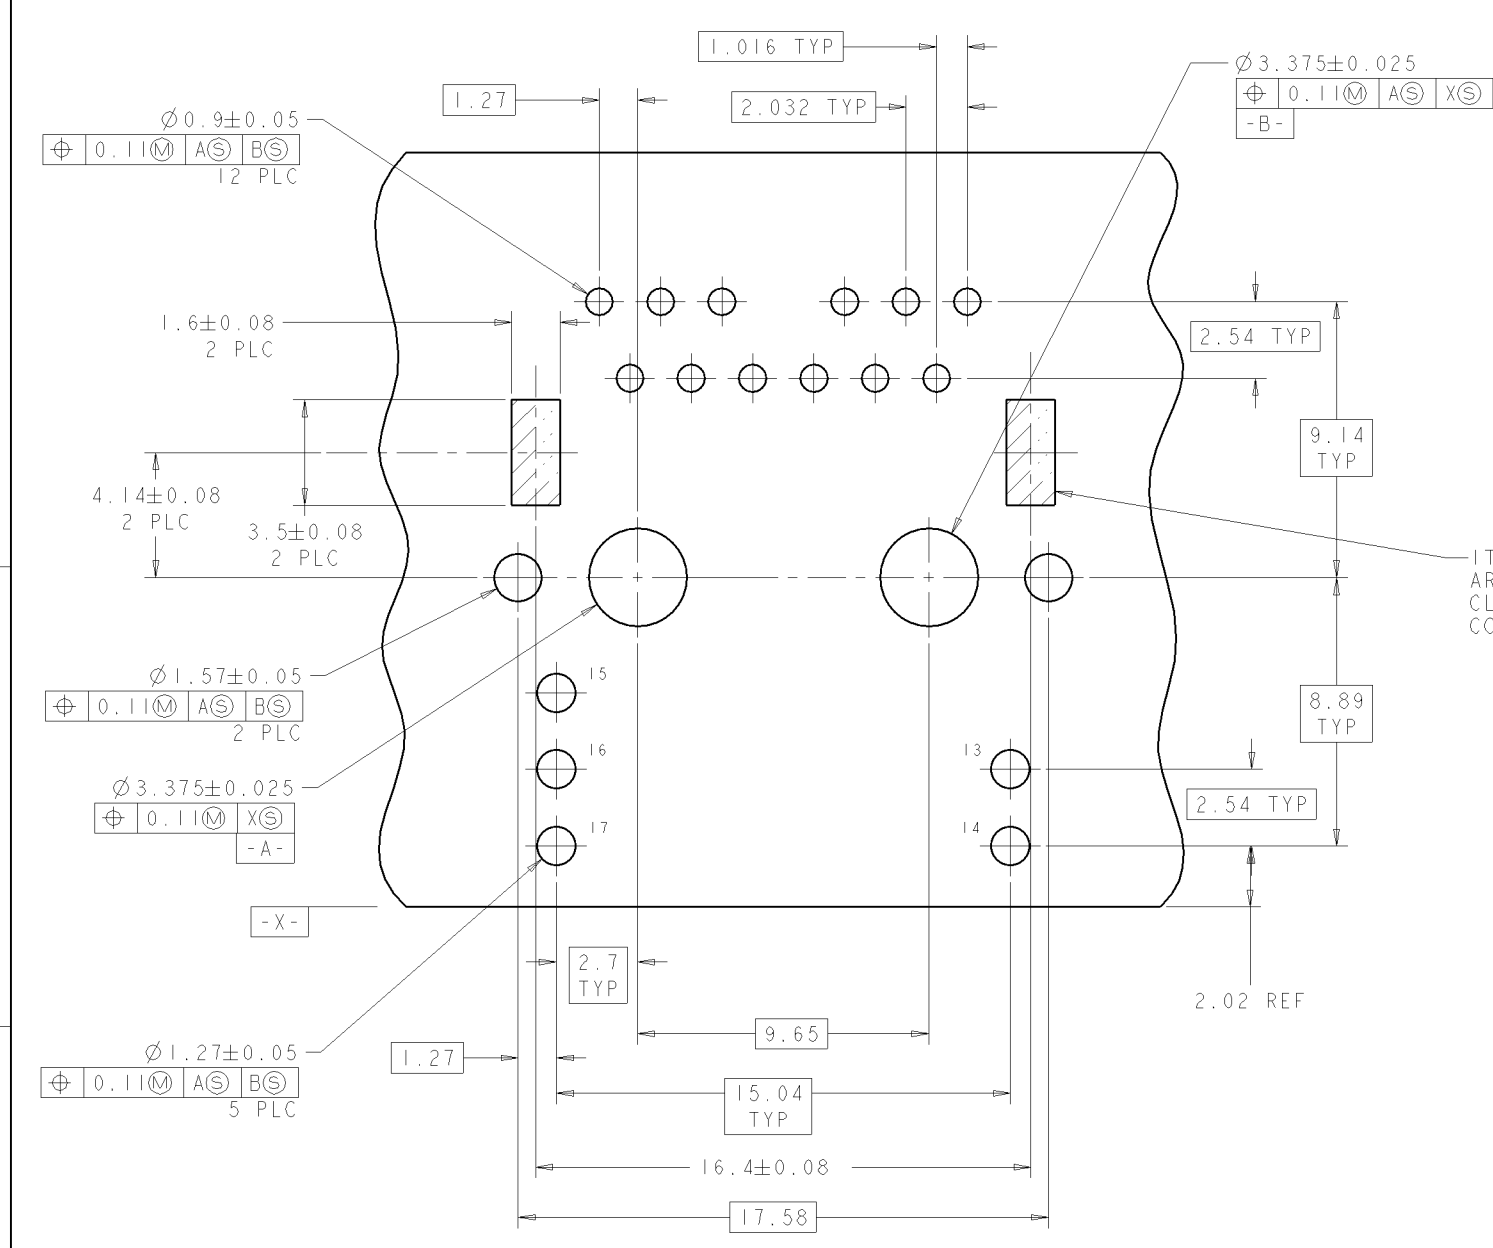 1.016 TYP
Ø3.375±0.025
⌖ 0.11Ⓜ AⓈ XⓈ
-B-
1.27
2.032 TYP
Ø0.9±0.05
⌖ 0.11Ⓜ AⓈ BⓈ
12 PLC
1.6±0.08
2 PLC
2.54 TYP
9.14
TYP
4.14±0.08
2 PLC
3.5±0.08
2 PLC
IT
AR
CL
CO
Ø1.57±0.05
⌖ 0.11Ⓜ AⓈ BⓈ
2 PLC
15
8.89
TYP
16
13
Ø3.375±0.025
⌖ 0.11Ⓜ XⓈ
-A-
2.54 TYP
17
14
-X-
2.7
TYP
2.02 REF
9.65
Ø1.27±0.05
⌖ 0.11Ⓜ AⓈ BⓈ
5 PLC
1.27
15.04
TYP
16.4±0.08
17.58